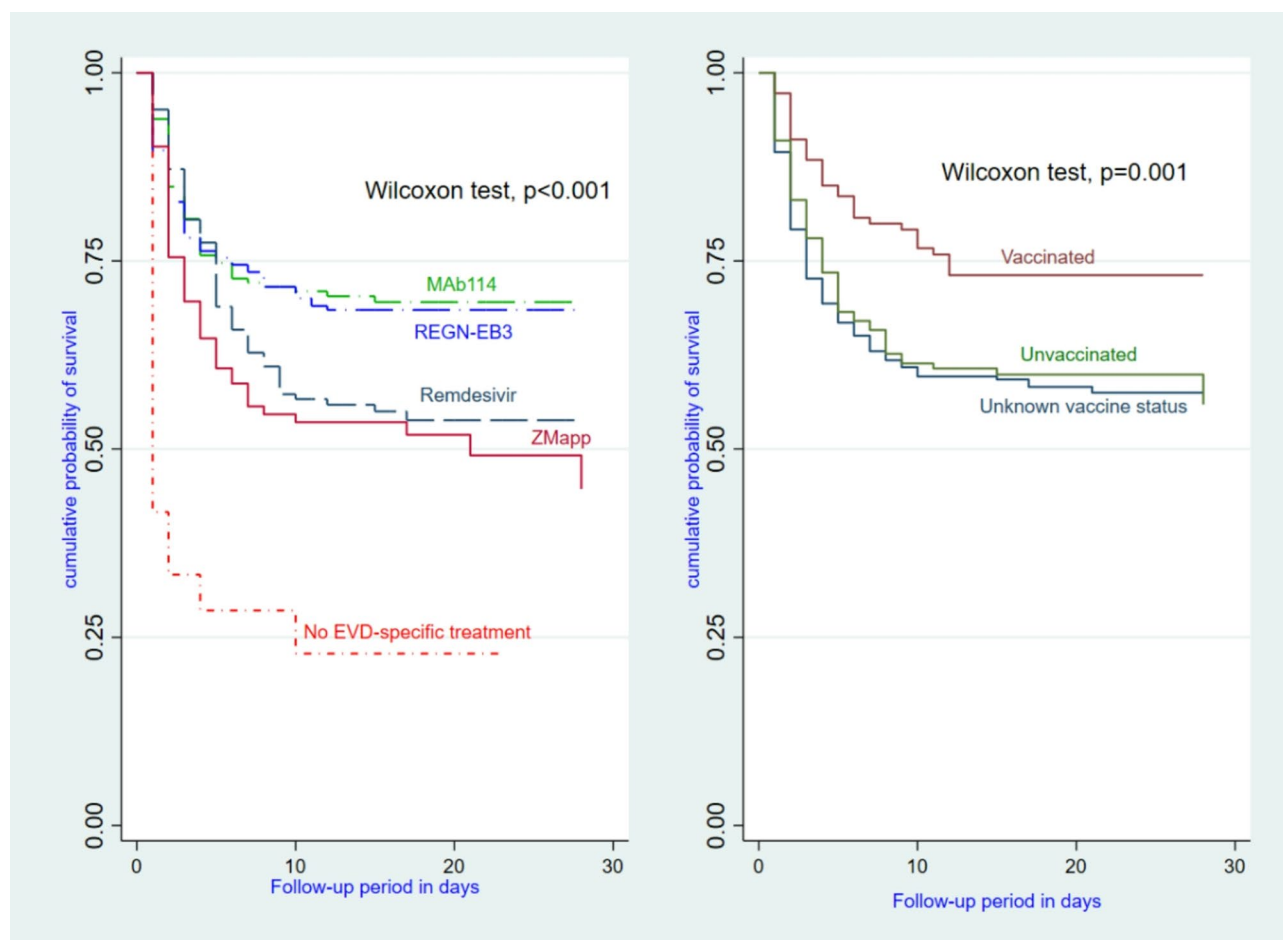 cumulative probability of survival
1.00
0.75
0.50
0.25
0.00
Wilcoxon test, p<0.001
MAb114
REGN-EB3
Remdesivir
ZMapp
No EVD-specific treatment
0 10 20 30
Follow-up period in days
cumulative probability of survival
1.00
0.75
0.50
0.25
0.00
Wilcoxon test, p=0.001
Vaccinated
Unvaccinated
Unknown vaccine status
0 10 20 30
Follow-up period in days